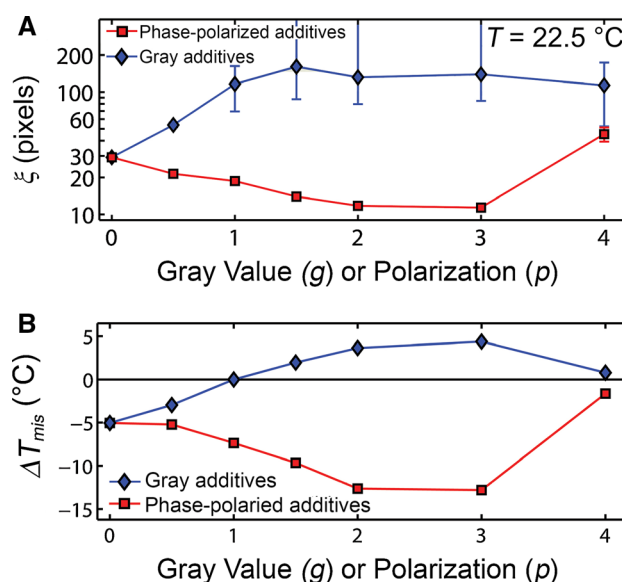 A
Phase-polarized additives
Gray additives
T = 22.5 °C
200
100
60
30
20
10
ξ (pixels)
0 1 2 3 4
Gray Value (g) or Polarization (p)
B
5
0
−5
−10
−15
ΔTmis (°C)
Gray additives
Phase-polaried additives
0 1 2 3 4
Gray Value (g) or Polarization (p)